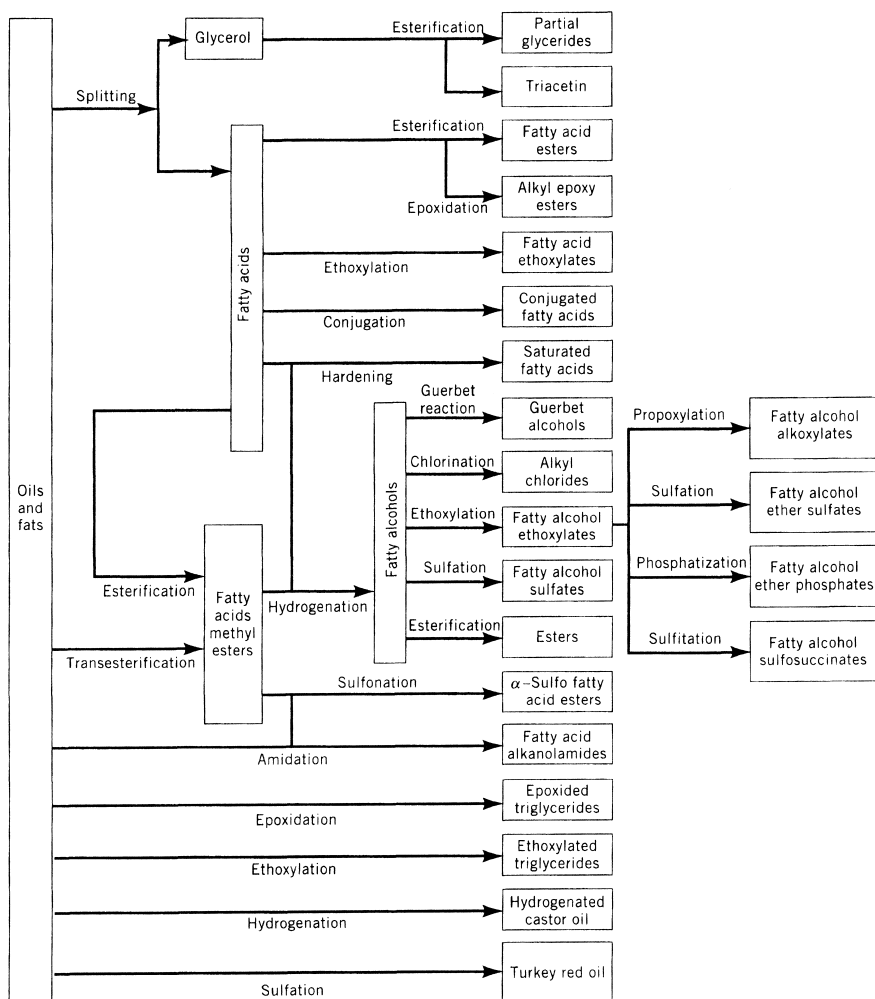 Oils
and
fats
Splitting
Glycerol
Esterification
Partial
glycerides
Triacetin
Fatty acids
Esterification
Fatty acid
esters
Epoxidation
Alkyl epoxy
esters
Ethoxylation
Fatty acid
ethoxylates
Conjugation
Conjugated
fatty acids
Hardening
Saturated
fatty acids
Esterification
Transesterification
Fatty
acids
methyl
esters
Hydrogenation
Fatty alcohols
Guerbet
reaction
Guerbet
alcohols
Chlorination
Alkyl
chlorides
Ethoxylation
Fatty alcohol
ethoxylates
Sulfation
Fatty alcohol
sulfates
Esterification
Esters
Propoxylation
Fatty alcohol
alkoxylates
Sulfation
Fatty alcohol
ether sulfates
Phosphatization
Fatty alcohol
ether phosphates
Sulfitation
Fatty alcohol
sulfosuccinates
Sulfonation
α–Sulfo fatty
acid esters
Amidation
Fatty acid
alkanolamides
Epoxidation
Epoxided
triglycerides
Ethoxylation
Ethoxylated
triglycerides
Hydrogenation
Hydrogenated
castor oil
Sulfation
Turkey red oil